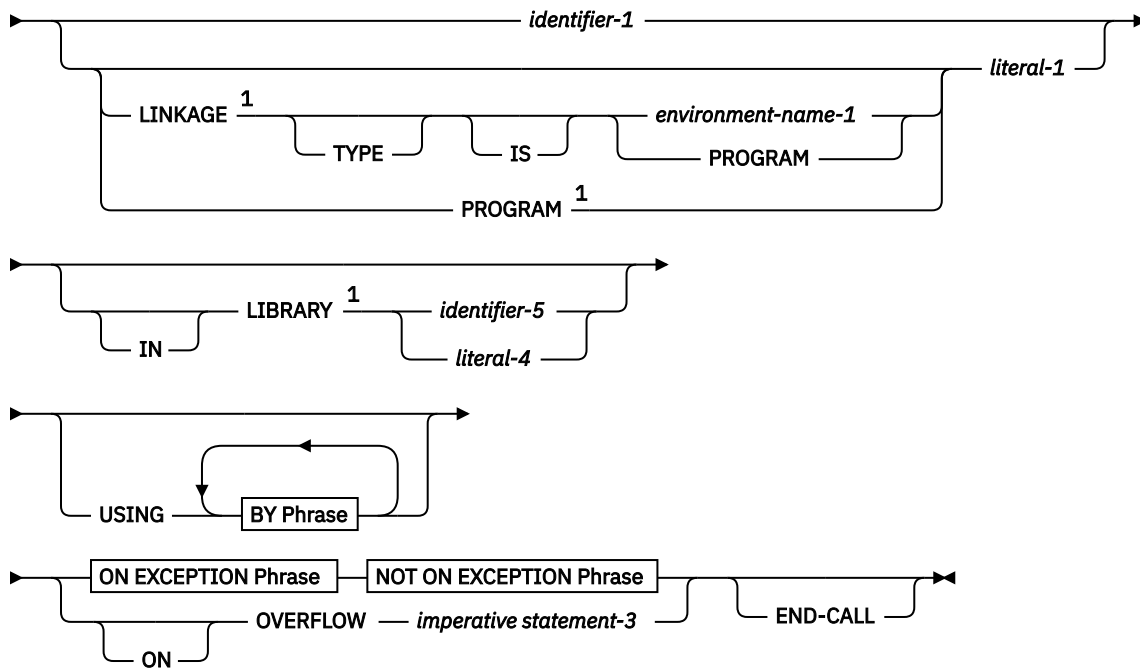 identifier-1
literal-1
LINKAGE 1 environment-name-1
TYPE IS PROGRAM
PROGRAM 1
LIBRARY 1 identifier-5
IN literal-4
USING BY Phrase
ON EXCEPTION Phrase NOT ON EXCEPTION Phrase
OVERFLOW imperative statement-3 END-CALL
ON